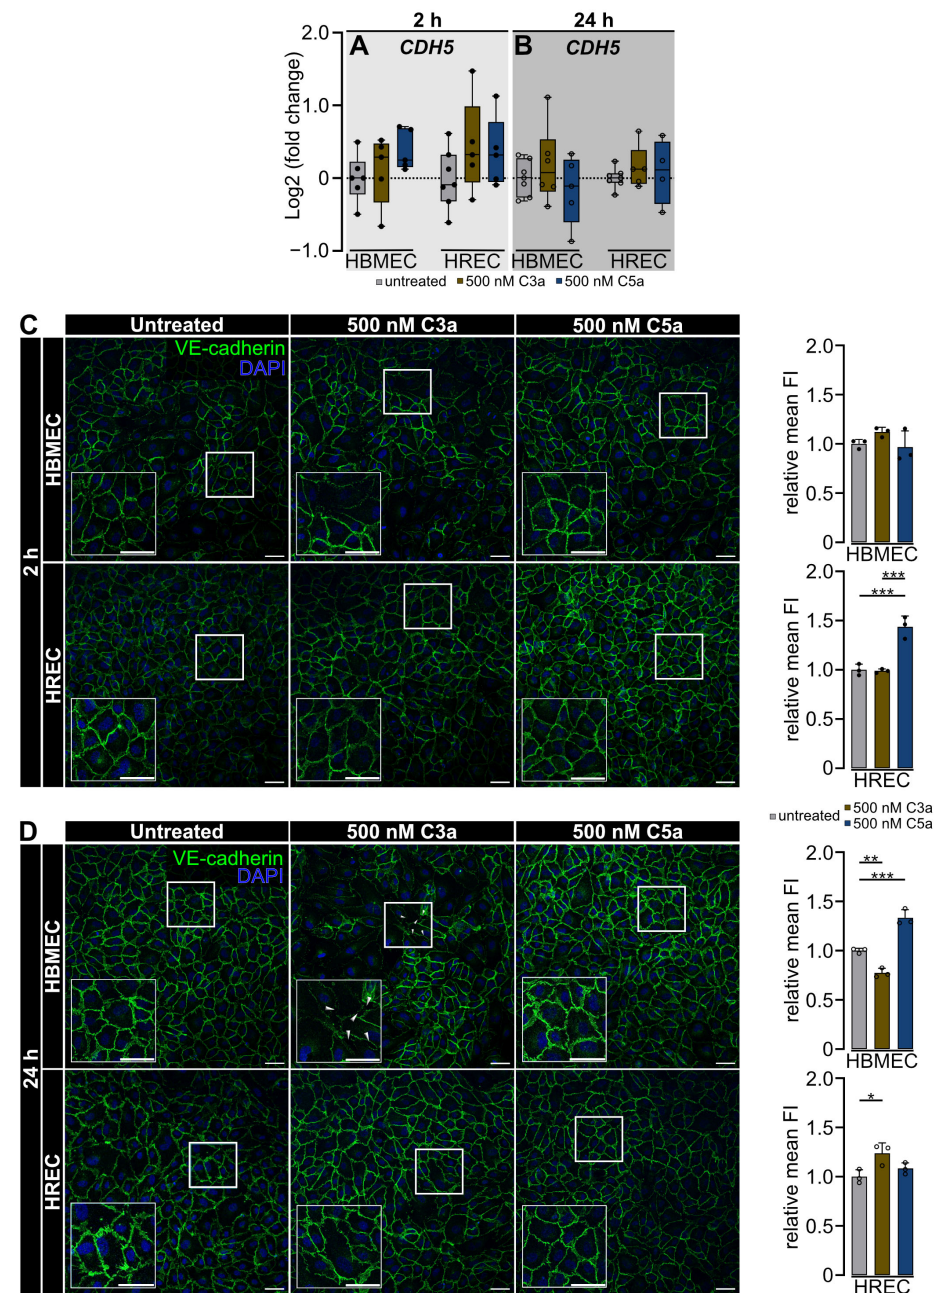 2 h 24 h
A CDH5 B CDH5
Log2 (fold change)
2.0
1.0
0
−1.0
HBMEC HREC HBMEC HREC
untreated 500 nM C3a 500 nM C5a
C
Untreated 500 nM C3a 500 nM C5a
2 h
HBMEC
VE-cadherin
DAPI
HREC
relative mean FI
2.0
1.5
1.0
0.5
0
HBMEC
relative mean FI
2.0
1.5
1.0
0.5
0
***
***
HREC
untreated 500 nM C3a
500 nM C5a
D
Untreated 500 nM C3a 500 nM C5a
24 h
HBMEC
VE-cadherin
DAPI
HREC
relative mean FI
2.0
1.5
1.0
0.5
0
**
***
HBMEC
relative mean FI
2.0
1.5
1.0
0.5
0
*
HREC